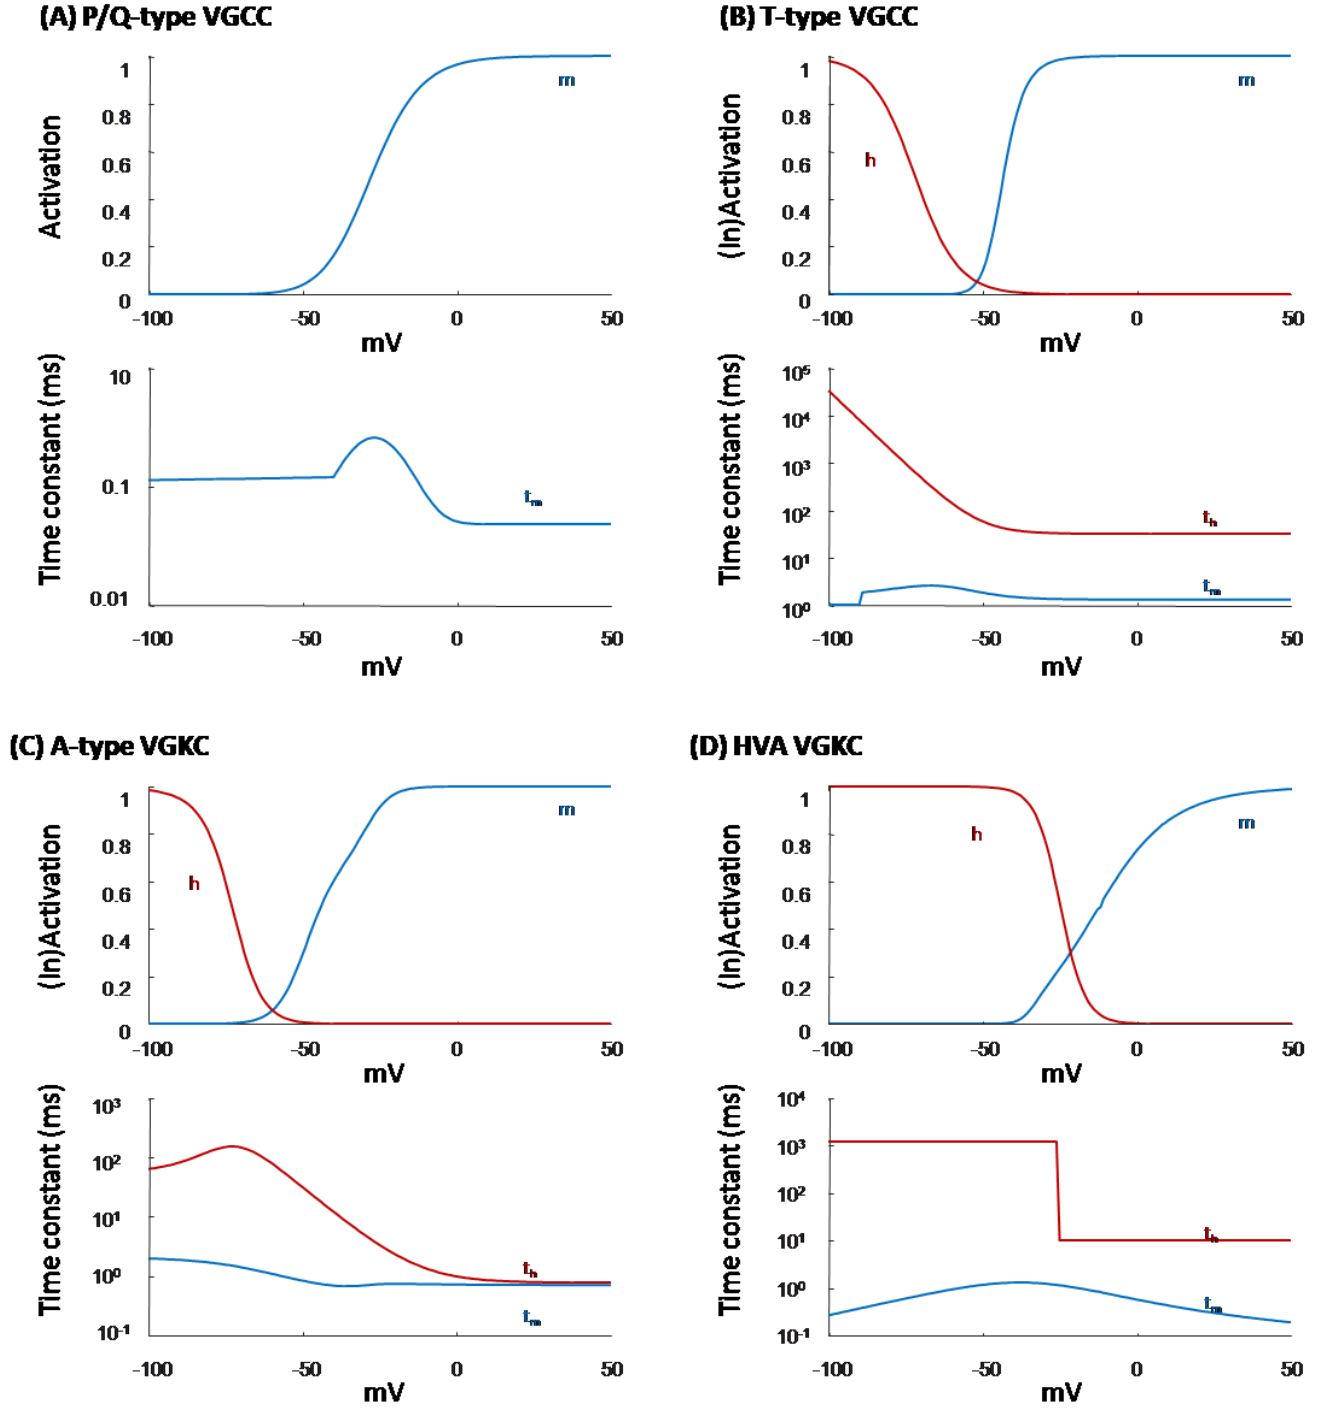 (A) P/Q-type VGCC
Activation
1
0.8
0.6
0.4
0.2
0
m
-100 -50 0 50
mV
Time constant (ms)
10
0.1
0.01
tm
-100 -50 0 50
mV
(B) T-type VGCC
(In)Activation
1
0.8
0.6
0.4
0.2
0
h
m
-100 -50 0 50
mV
Time constant (ms)
10⁵
10⁴
10³
10²
10¹
10⁰
th
tm
-100 -50 0 50
mV
(C) A-type VGKC
(In)Activation
1
0.8
0.6
0.4
0.2
0
h
m
-100 -50 0 50
mV
Time constant (ms)
10³
10²
10¹
10⁰
10⁻¹
th
tm
-100 -50 0 50
mV
(D) HVA VGKC
(In)Activation
1
0.8
0.6
0.4
0.2
0
h
m
-100 -50 0 50
mV
Time constant (ms)
10⁴
10³
10²
10¹
10⁰
10⁻¹
th
tm
-100 -50 0 50
mV